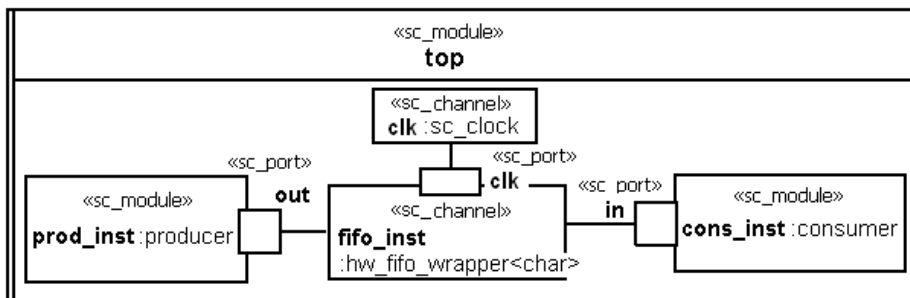 «sc_module»
top
«sc_channel»
clk :sc_clock
«sc_port»
«sc_port»
clk
«sc_port»
«sc_module»
out
«sc_channel»
in
«sc_module»
prod_inst :producer
fifo_inst
cons_inst :consumer
:hw_fifo_wrapper<char>